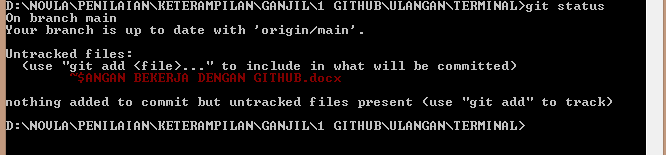 D:\NOVLA\PENILAIAN\KETERAMPILAN\GANJIL\1 GITHUB\ULANGAN\TERMINAL>git status
On branch main
Your branch is up to date with 'origin/main'.
Untracked files:
(use "git add <file>..." to include in what will be committed)
~$ANGAN BEKERJA DENGAN GITHUB.docx
nothing added to commit but untracked files present (use "git add" to track)
D:\NOVLA\PENILAIAN\KETERAMPILAN\GANJIL\1 GITHUB\ULANGAN\TERMINAL>